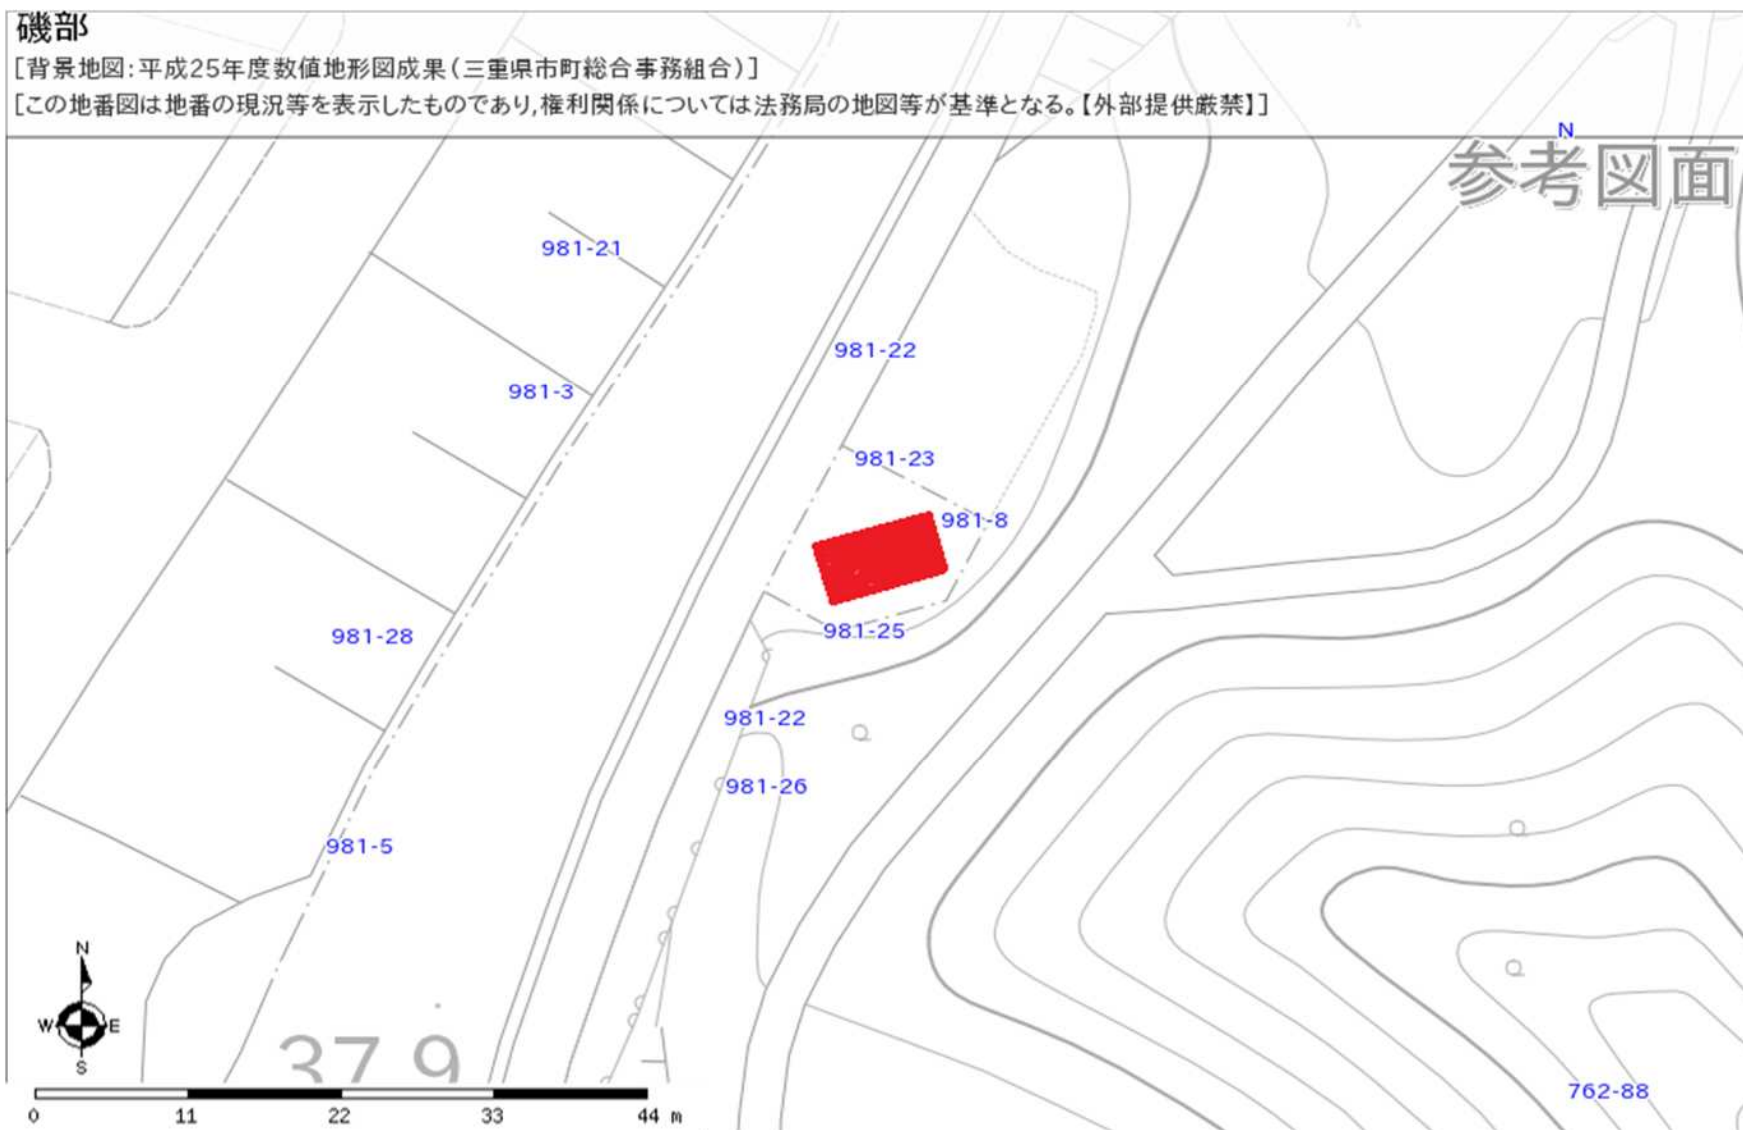 磯部
[背景地図:平成25年度数値地形図成果(三重県市町総合事務組合)]
[この地番図は地番の現況等を表示したものであり,権利関係については法務局の地図等が基準となる。【外部提供厳禁】]
N
参考図面
981-21
981-22
981-3
981-23
981-8
981-25
981-28
981-22
981-26
981-5
N
W E
S
37.9
762-88
0 11 22 33 44 m